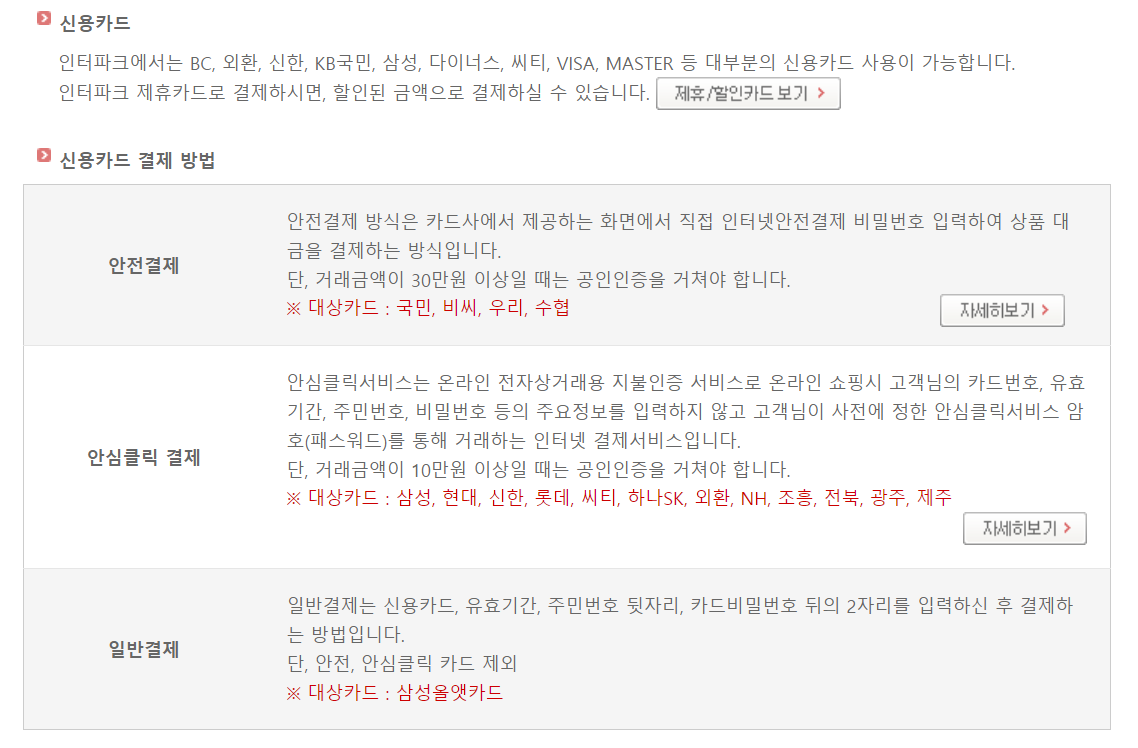 신용카드
인터파크에서는 BC, 외환, 신한, KB국민, 삼성, 다이너스, 씨티, VISA, MASTER 등 대부분의 신용카드 사용이 가능합니다.
인터파크 제휴카드로 결제하시면, 할인된 금액으로 결제하실 수 있습니다. 제휴/할인카드 보기
신용카드 결제 방법
안전결제
안전결제 방식은 카드사에서 제공하는 화면에서 직접 인터넷안전결제 비밀번호 입력하여 상품 대
금을 결제하는 방식입니다.
단, 거래금액이 30만원 이상일 때는 공인인증을 거쳐야 합니다.
※ 대상카드 : 국민, 비씨, 우리, 수협
자세히보기
안심클릭 결제
안심클릭서비스는 온라인 전자상거래용 지불인증 서비스로 온라인 쇼핑시 고객님의 카드번호, 유효
기간, 주민번호, 비밀번호 등의 주요정보를 입력하지 않고 고객님이 사전에 정한 안심클릭서비스 암
호(패스워드)를 통해 거래하는 인터넷 결제서비스입니다.
단, 거래금액이 10만원 이상일 때는 공인인증을 거쳐야 합니다.
※ 대상카드 : 삼성, 현대, 신한, 롯데, 씨티, 하나SK, 외환, NH, 조흥, 전북, 광주, 제주
자세히보기
일반결제
일반결제는 신용카드, 유효기간, 주민번호 뒷자리, 카드비밀번호 뒤의 2자리를 입력하신 후 결제하
는 방법입니다.
단, 안전, 안심클릭 카드 제외
※ 대상카드 : 삼성올앳카드